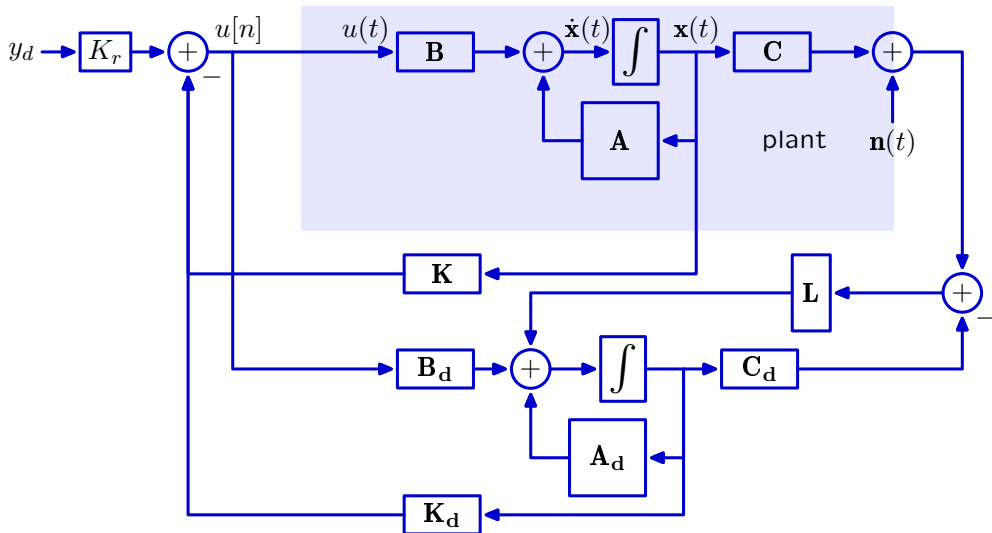 y_d K_r + − u[n] u(t) B + ẋ(t) ∫ x(t) C +
A plant n(t)
K L + −
B_d + ∫ C_d
A_d
K_d